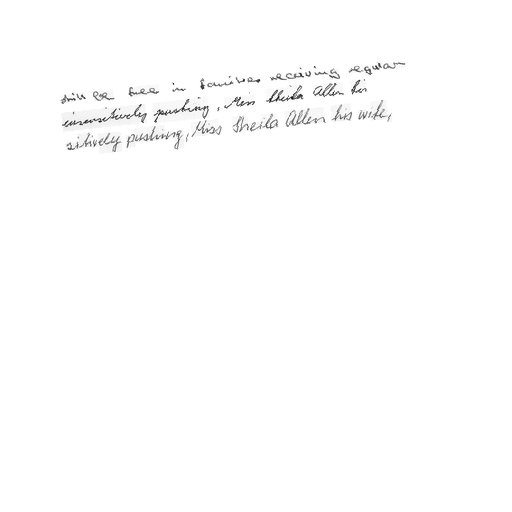 still be free in families receiving regular
insensitively pushing, Miss Sheila Allen his
sitively pushing, Miss Sheila Allen his wife,